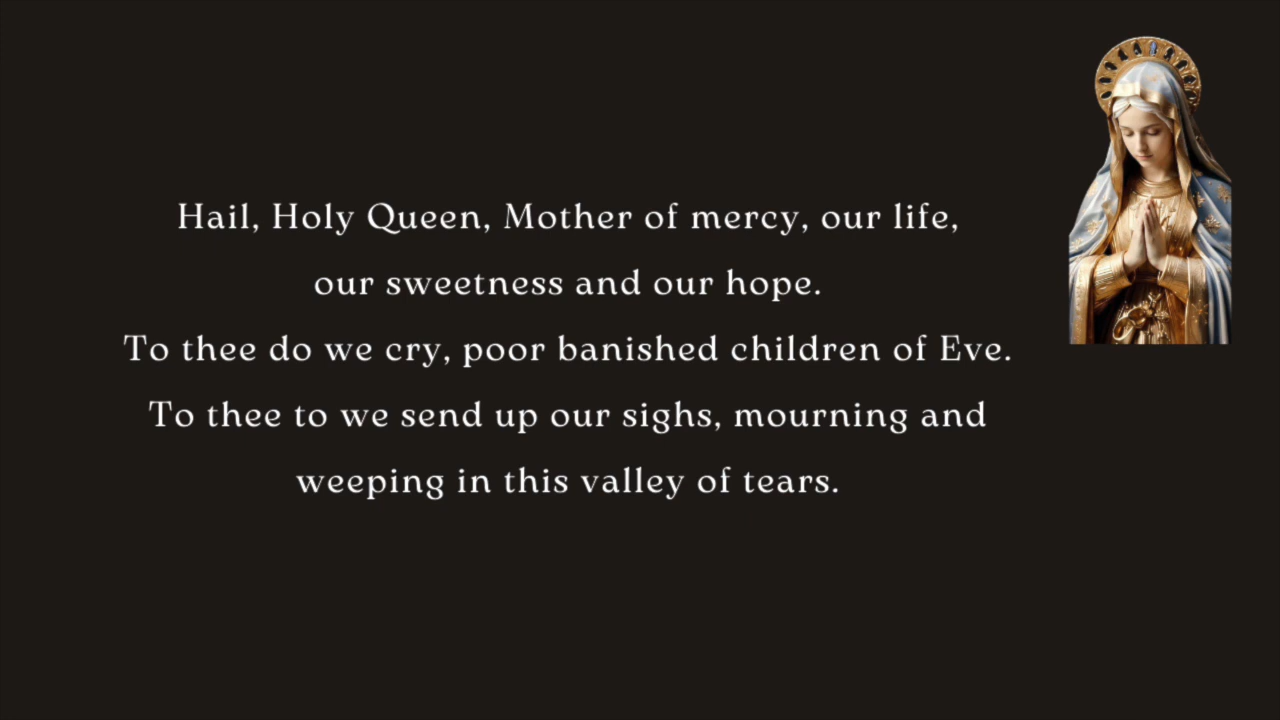 Hail, Holy Queen, Mother of mercy, our life,
our sweetness and our hope.
To thee do we cry, poor banished children of Eve.
To thee to we send up our sighs, mourning and
weeping in this valley of tears.